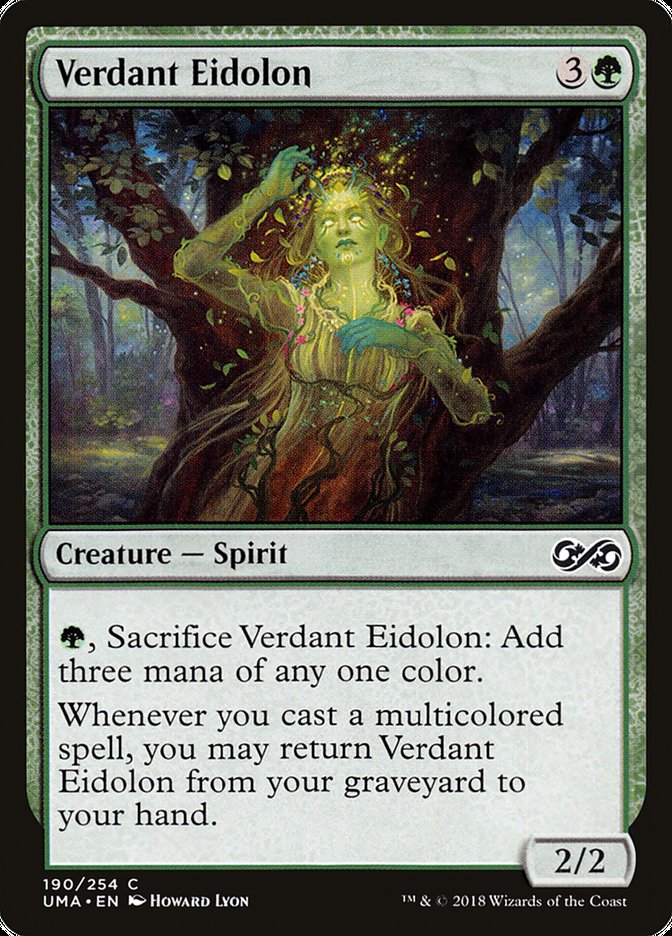 Verdant Eidolon 3
Creature — Spirit
, Sacrifice Verdant Eidolon: Add
three mana of any one color.
Whenever you cast a multicolored
spell, you may return Verdant
Eidolon from your graveyard to
your hand.
2/2
190/254 C
UMA • EN Howard Lyon ™ & © 2018 Wizards of the Coast